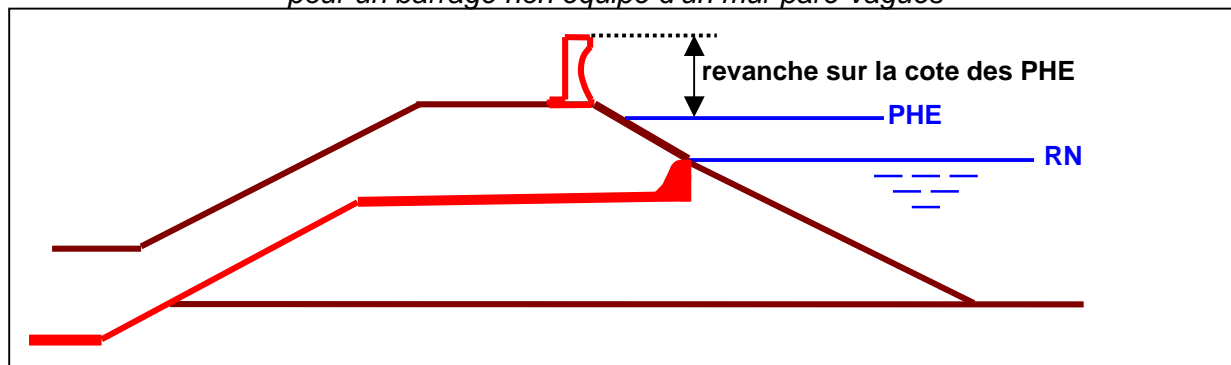 pour un barrage non équipé d'un mur pare-vagues
revanche sur la cote des PHE
PHE
RN